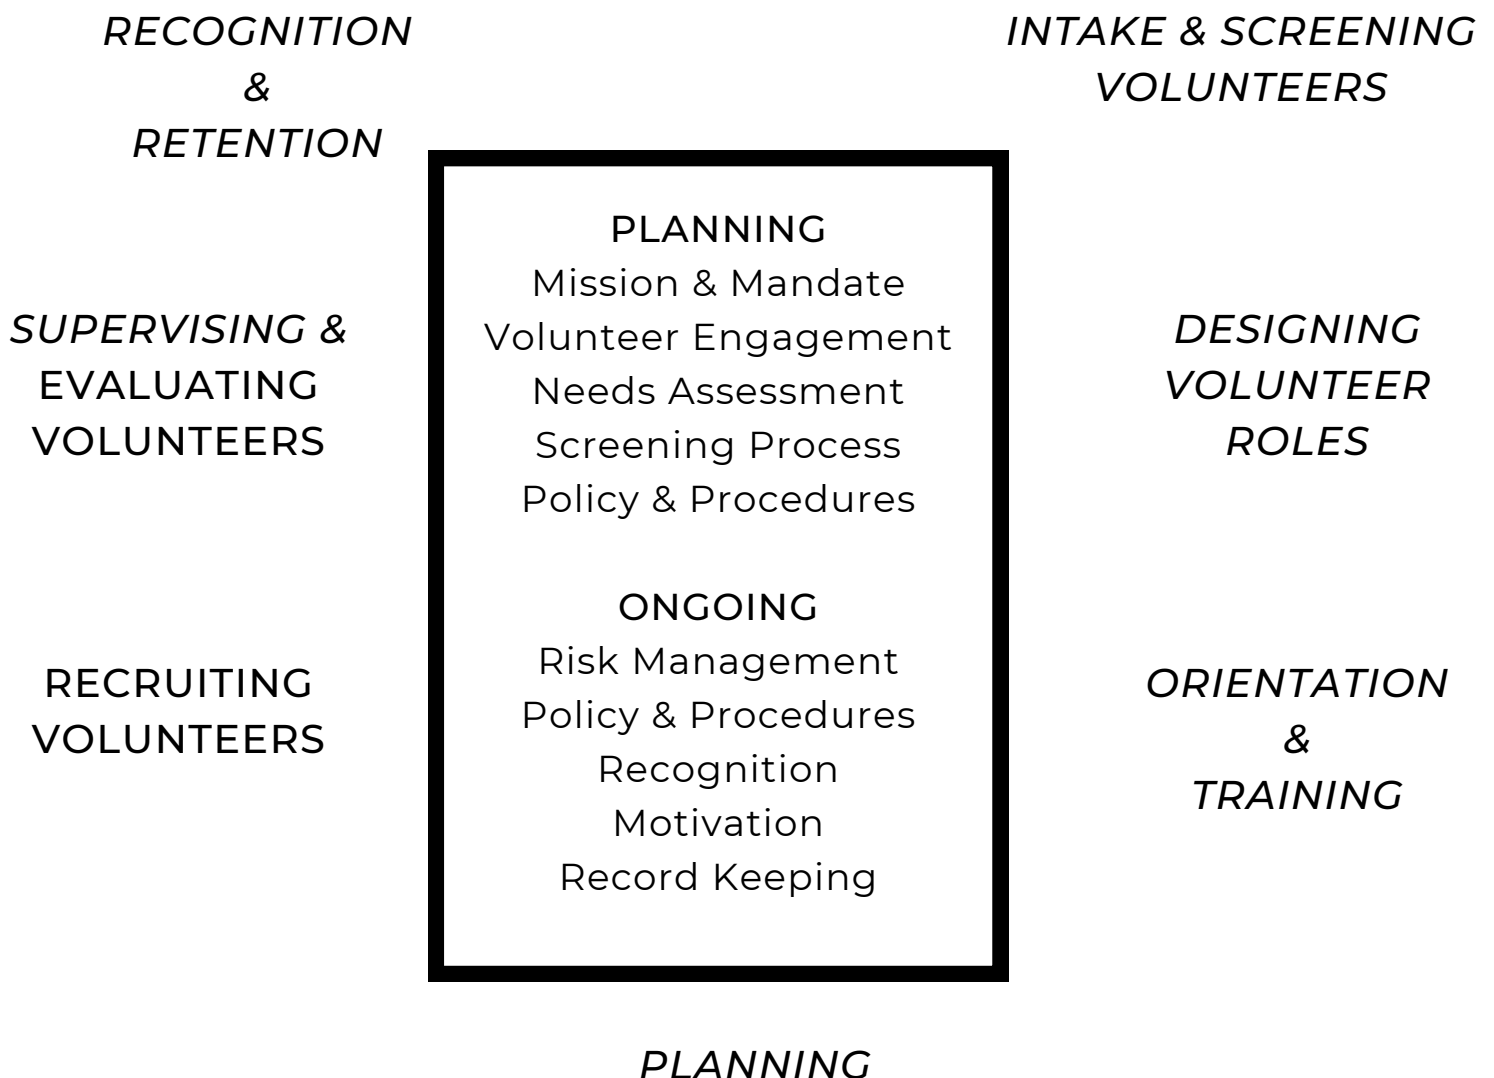 RECOGNITION
&
RETENTION
INTAKE & SCREENING
VOLUNTEERS
SUPERVISING &
EVALUATING
VOLUNTEERS
RECRUITING
VOLUNTEERS
PLANNING
Mission & Mandate
Volunteer Engagement
Needs Assessment
Screening Process
Policy & Procedures
ONGOING
Risk Management
Policy & Procedures
Recognition
Motivation
Record Keeping
DESIGNING
VOLUNTEER
ROLES
ORIENTATION
&
TRAINING
PLANNING